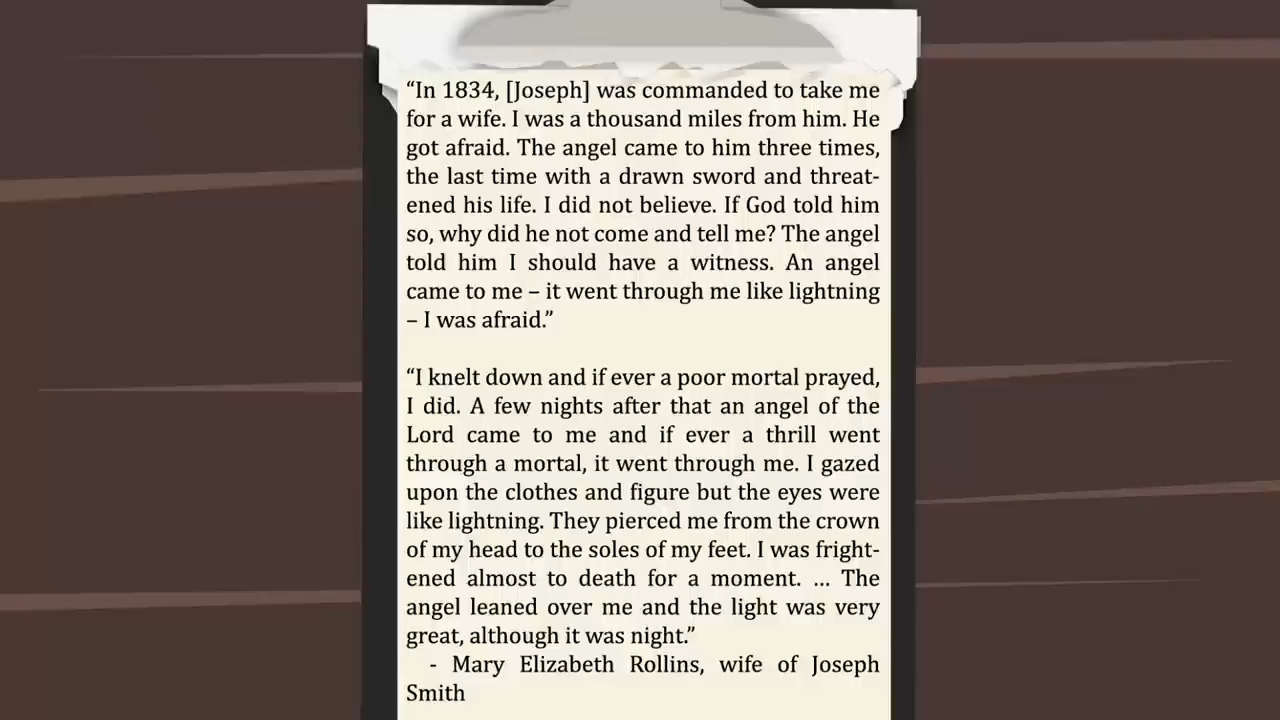 “In 1834, [Joseph] was commanded to take me
for a wife. I was a thousand miles from him. He
got afraid. The angel came to him three times,
the last time with a drawn sword and threat-
ened his life. I did not believe. If God told him
so, why did he not come and tell me? The angel
told him I should have a witness. An angel
came to me – it went through me like lightning
– I was afraid.”
“I knelt down and if ever a poor mortal prayed,
I did. A few nights after that an angel of the
Lord came to me and if ever a thrill went
through a mortal, it went through me. I gazed
upon the clothes and figure but the eyes were
like lightning. They pierced me from the crown
of my head to the soles of my feet. I was fright-
ened almost to death for a moment. ... The
angel leaned over me and the light was very
great, although it was night.”
- Mary Elizabeth Rollins, wife of Joseph
Smith